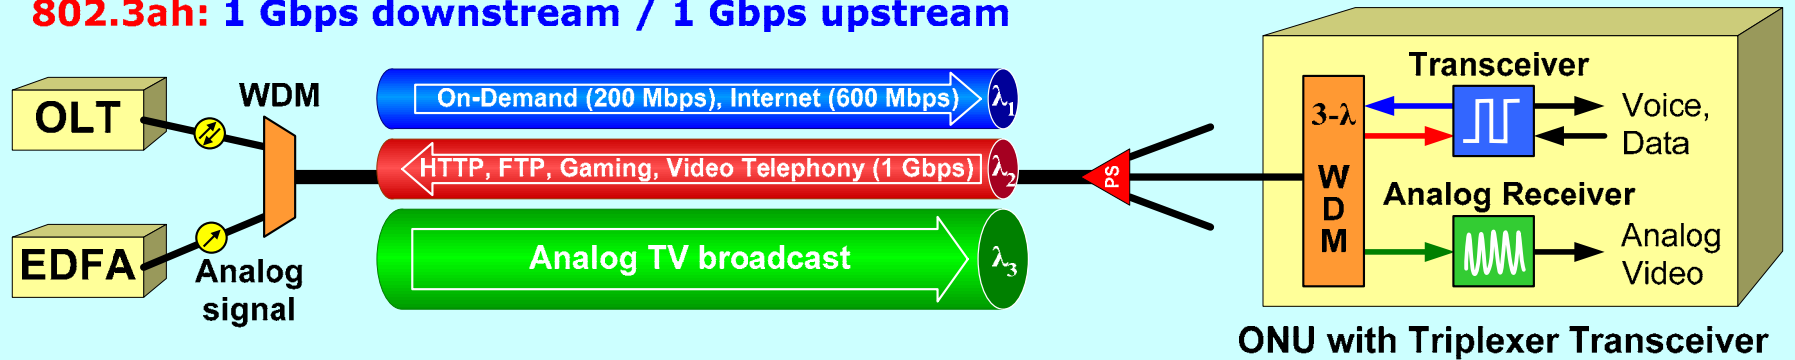 802.3ah: 1 Gbps downstream / 1 Gbps upstream
OLT
WDM
EDFA
Analog
signal
On-Demand (200 Mbps), Internet (600 Mbps)
λ1
HTTP, FTP, Gaming, Video Telephony (1 Gbps)
λ2
Analog TV broadcast
λ3
PS
3-λ
W
D
M
Transceiver
Voice,
Data
Analog Receiver
Analog
Video
ONU with Triplexer Transceiver